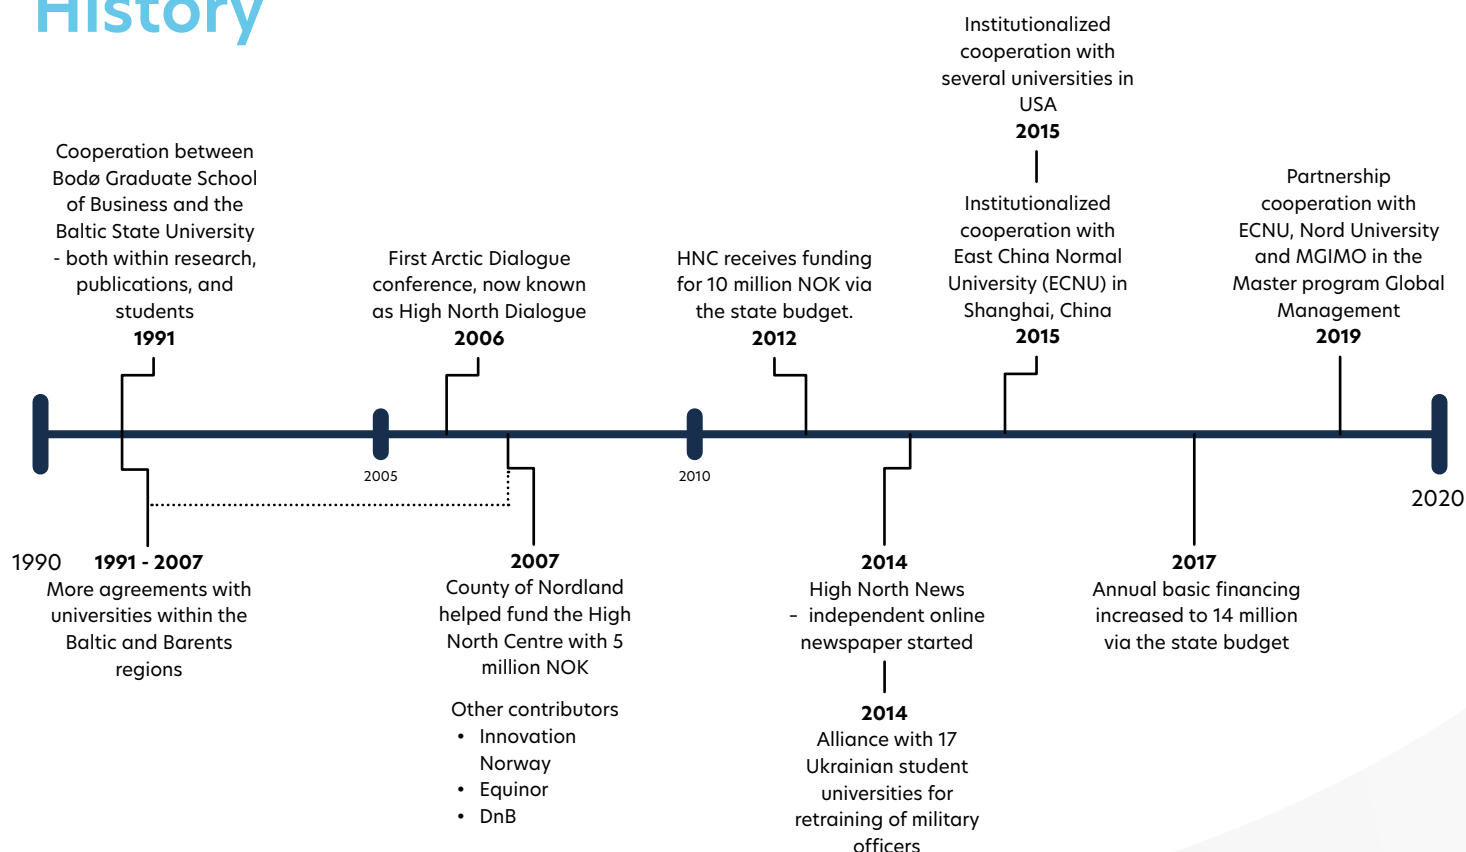 History
Cooperation between
Bodø Graduate School
of Business and the
Baltic State University
- both within research,
publications, and
students
1991
First Arctic Dialogue
conference, now known
as High North Dialogue
2006
HNC receives funding
for 10 million NOK via
the state budget.
2012
Institutionalized
cooperation with
several universities in
USA
2015
Institutionalized
cooperation with
East China Normal
University (ECNU) in
Shanghai, China
2015
Partnership
cooperation with
ECNU, Nord University
and MGIMO in the
Master program Global
Management
2019
2005
2010
2020
1990
1991 - 2007
More agreements with
universities within the
Baltic and Barents
regions
2007
County of Nordland
helped fund the High
North Centre with 5
million NOK
Other contributors
• Innovation
Norway
• Equinor
• DnB
2014
High North News
– independent online
newspaper started
2014
Alliance with 17
Ukrainian student
universities for
retraining of military
officers
2017
Annual basic financing
increased to 14 million
via the state budget